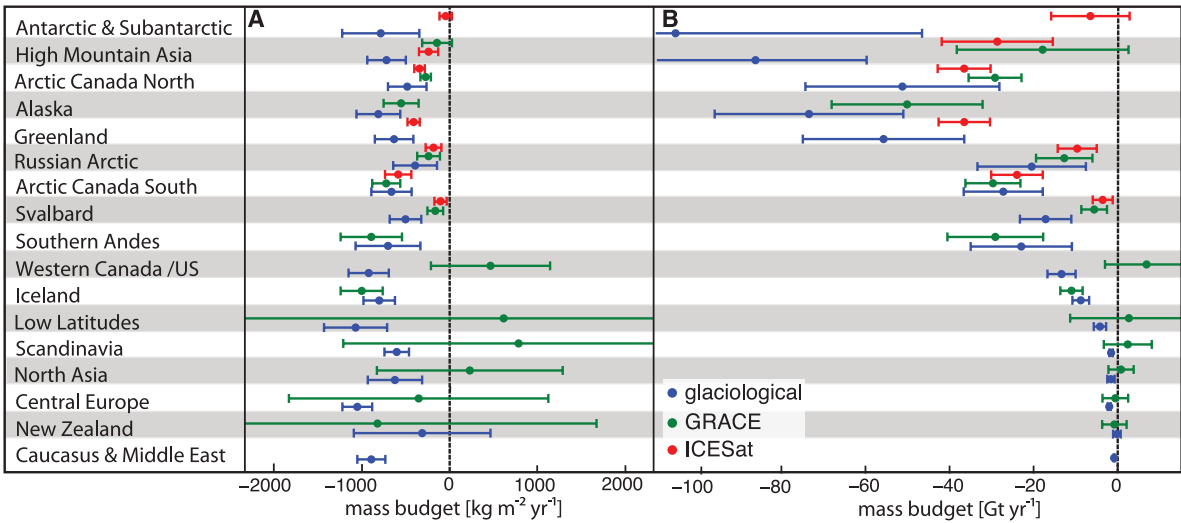 A
B
Antarctic & Subantarctic
High Mountain Asia
Arctic Canada North
Alaska
Greenland
Russian Arctic
Arctic Canada South
Svalbard
Southern Andes
Western Canada /US
Iceland
Low Latitudes
Scandinavia
North Asia
Central Europe
New Zealand
Caucasus & Middle East
glaciological
GRACE
ICESat
−2000 −1000 0 1000 2000
−100 −80 −60 −40 −20 0
mass budget [kg m⁻² yr⁻¹]
mass budget [Gt yr⁻¹]